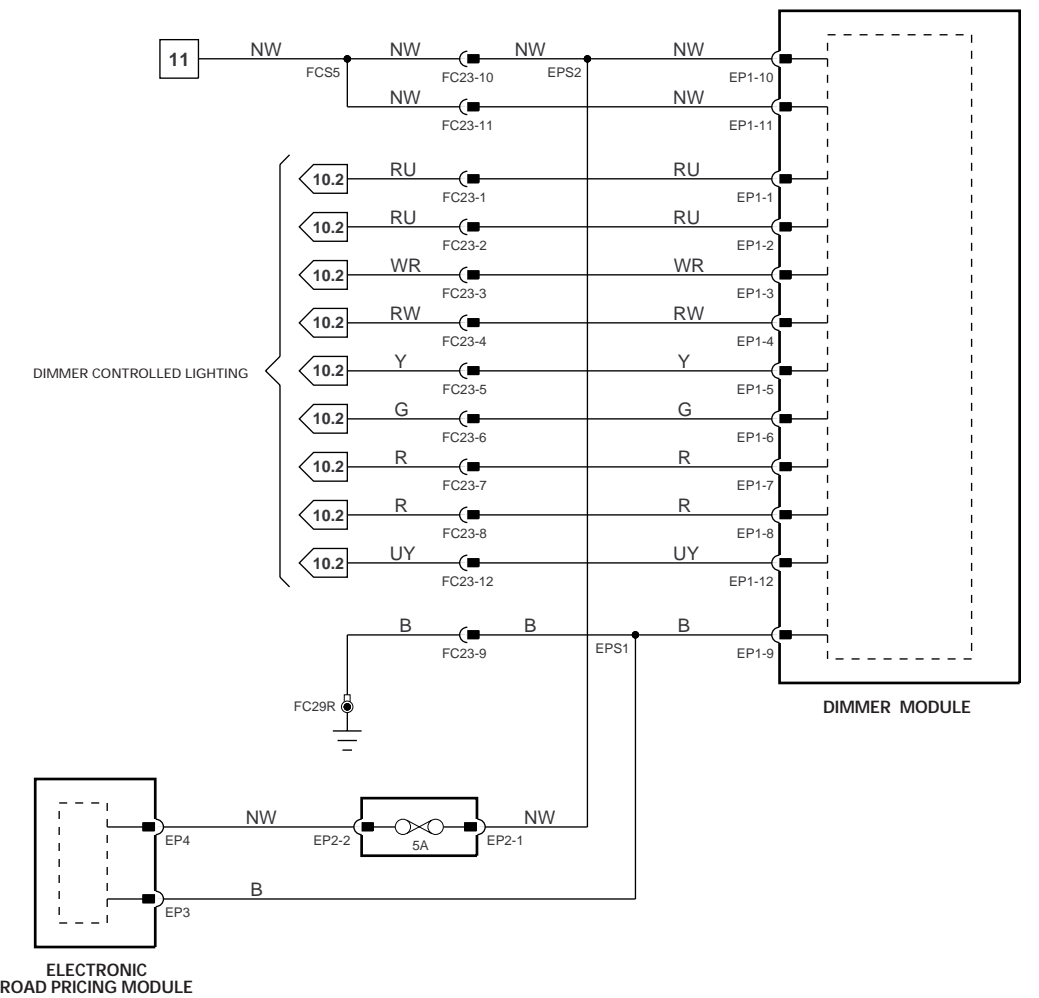 11 NW NW NW NW
FCS5 FC23-10 EPS2 EP1-10
NW NW
FC23-11 EP1-11
10.2 RU RU
FC23-1 EP1-1
10.2 RU RU
FC23-2 EP1-2
10.2 WR WR
FC23-3 EP1-3
10.2 RW RW
FC23-4 EP1-4
DIMMER CONTROLLED LIGHTING
10.2 Y Y
FC23-5 EP1-5
10.2 G G
FC23-6 EP1-6
10.2 R R
FC23-7 EP1-7
10.2 R R
FC23-8 EP1-8
10.2 UY UY
FC23-12 EP1-12
B B B
FC23-9 EPS1 EP1-9
FC29R
DIMMER MODULE
NW NW
EP4 EP2-2 5A EP2-1
B
EP3
ELECTRONIC
ROAD PRICING MODULE